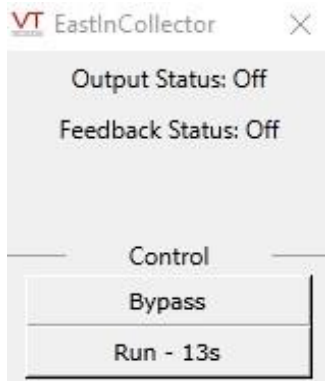 VT EastInCollector
Output Status: Off
Feedback Status: Off
Control
Bypass
Run - 13s